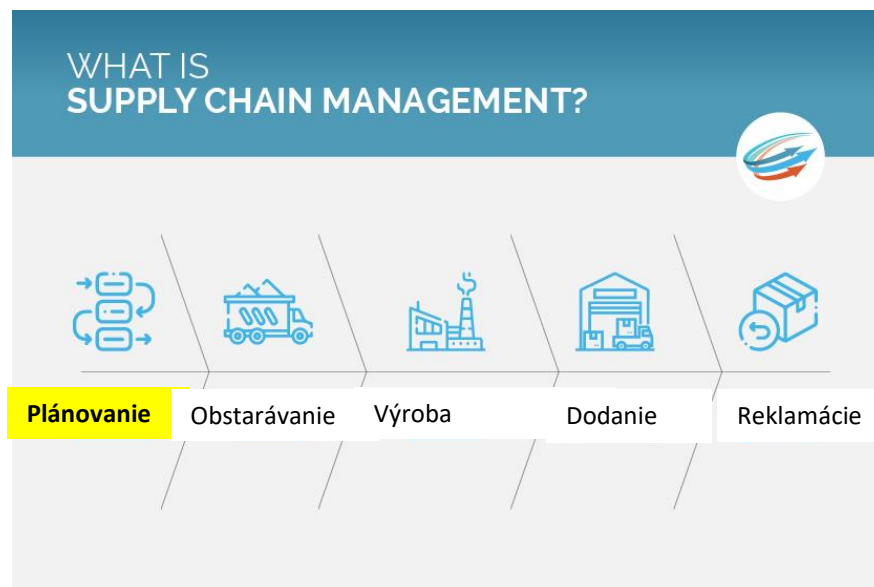 WHAT IS
SUPPLY CHAIN MANAGEMENT?
Plánovanie
Obstarávanie
Výroba
Dodanie
Reklamácie